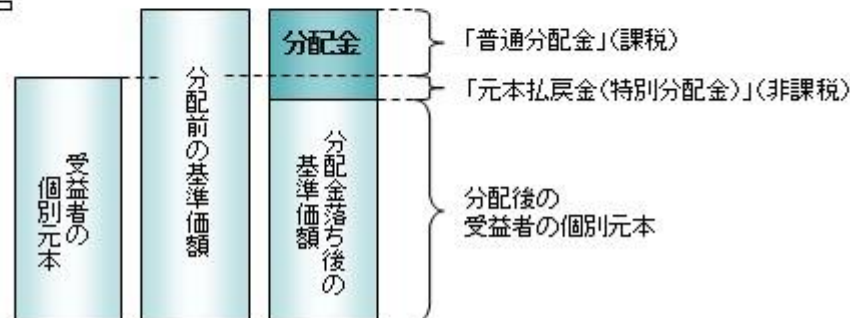 受益者の
個別元本
分配前の基準価額
分配金
分配金落ち後の
基準価額
「普通分配金」(課税)
「元本払戻金(特別分配金)」(非課税)
分配後の
受益者の個別元本